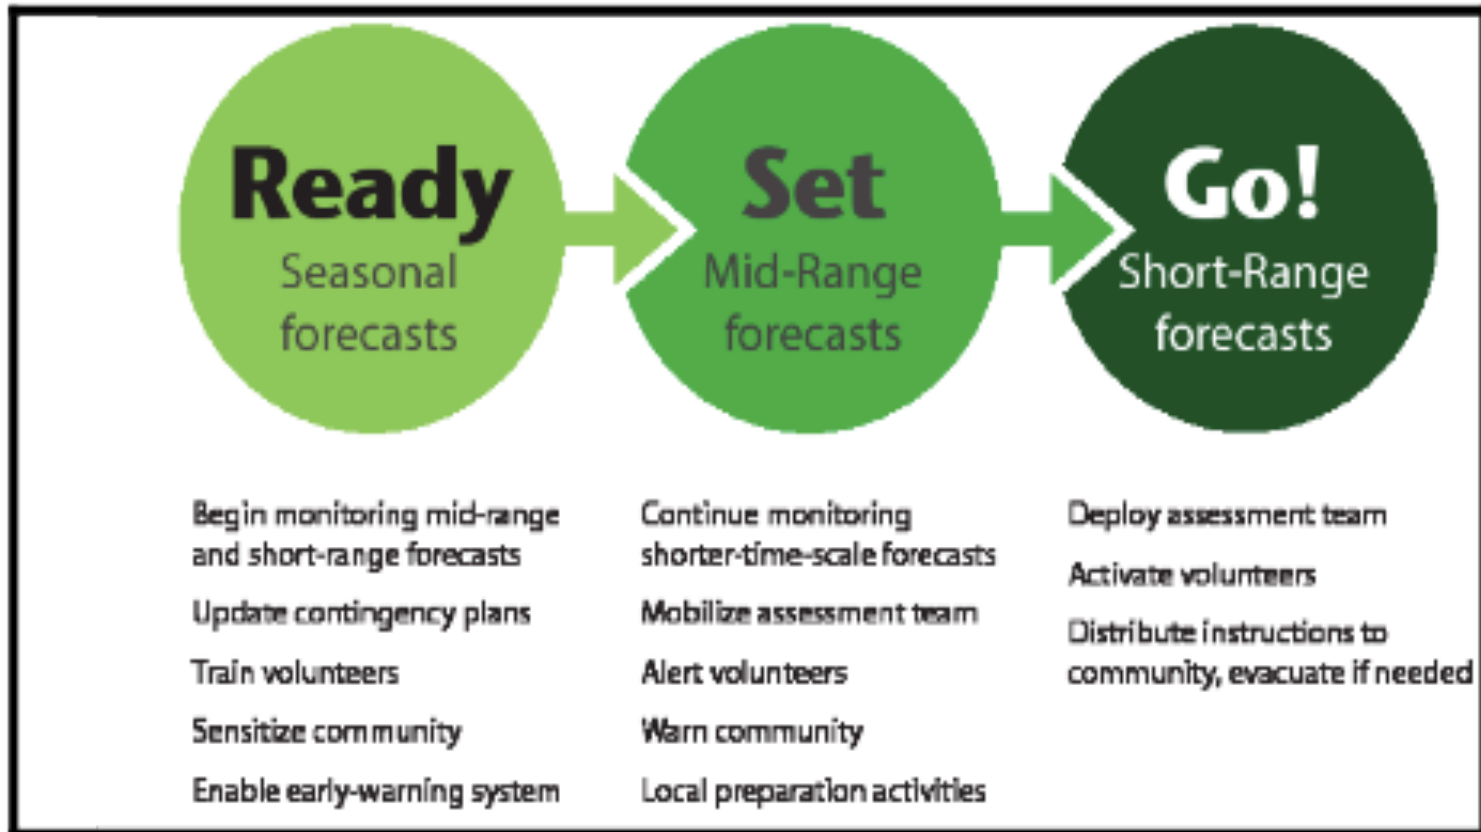 Ready
Seasonal
forecasts
Set
Mid-Range
forecasts
Go!
Short-Range
forecasts
Begin monitoring mid-range
and short-range forecasts
Update contingency plans
Train volunteers
Sensitize community
Enable early-warning system
Continue monitoring
shorter-time-scale forecasts
Mobilize assessment team
Alert volunteers
Warn community
Local preparation activities
Deploy assessment team
Activate volunteers
Distribute instructions to
community, evacuate if needed